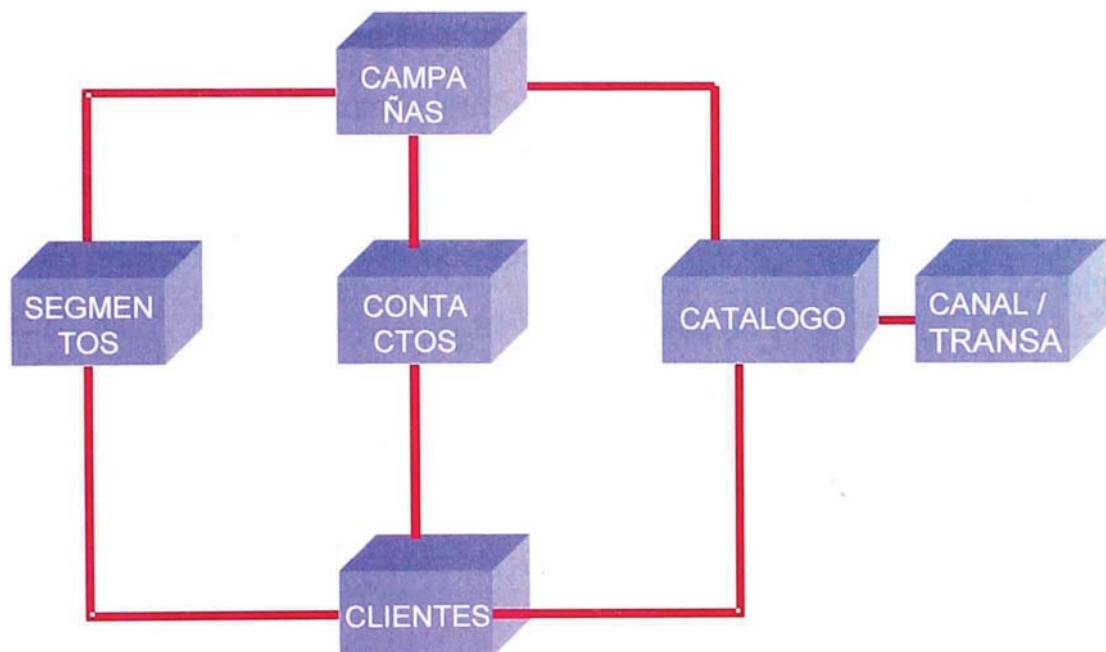 CAMPA
ÑAS
SEGMEN
TOS
CONTA
CTOS
CATALOGO
CANAL /
TRANSA
CLIENTES